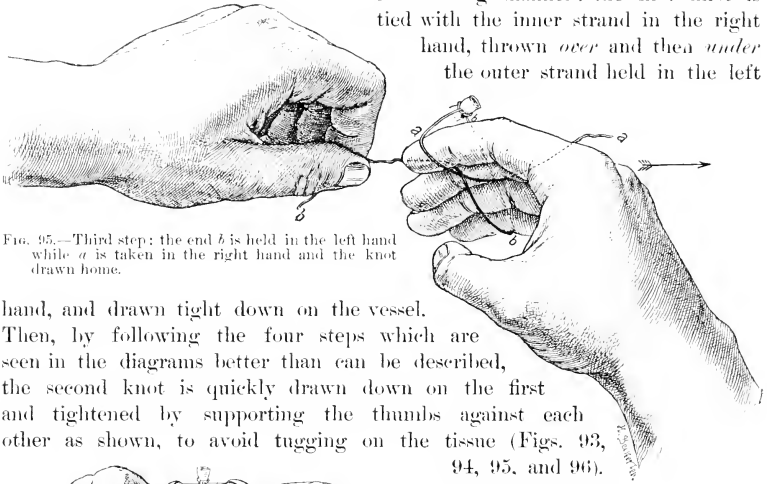 tied with the inner strand in the right
hand, thrown over and then under
the outer strand held in the left
a
a
b
b
FIG. 95.—Third step: the end b is held in the left hand
while a is taken in the right hand and the knot
drawn home.
hand, and drawn tight down on the vessel.
Then, by following the four steps which are
seen in the diagrams better than can be described,
the second knot is quickly drawn down on the first
and tightened by supporting the thumbs against each
other as shown, to avoid tugging on the tissue (Figs. 93,
94, 95, and 96).